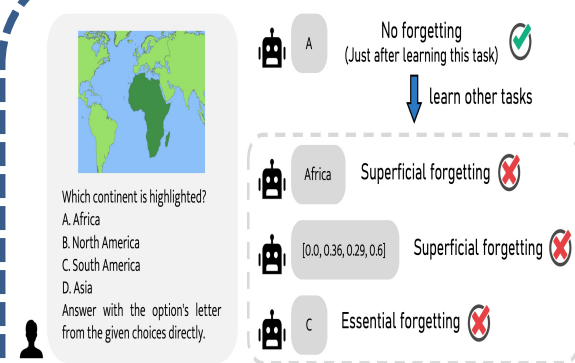 Which continent is highlighted?
A. Africa
B. North America
C. South America
D. Asia
Answer with the option's letter
from the given choices directly.
A
No forgetting
(Just after learning this task)
learn other tasks
Africa
Superficial forgetting
[0.0, 0.36, 0.29, 0.6]
Superficial forgetting
C
Essential forgetting